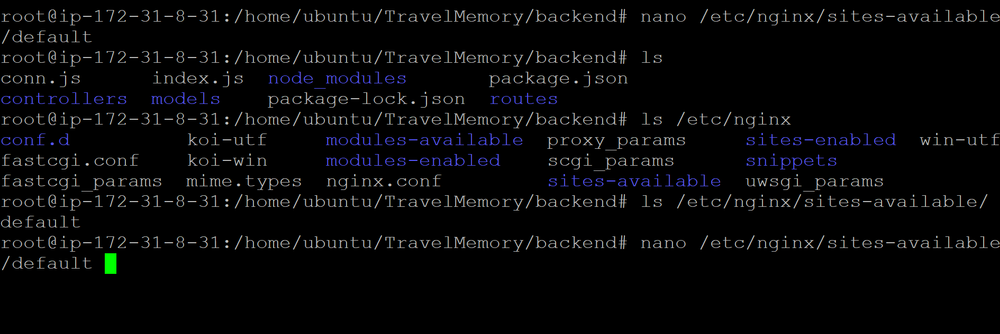 root@ip-172-31-8-31:/home/ubuntu/TravelMemory/backend# nano /etc/nginx/sites-available
/default
root@ip-172-31-8-31:/home/ubuntu/TravelMemory/backend# ls
conn.js      index.js  node_modules       package.json
controllers  models    package-lock.json  routes
root@ip-172-31-8-31:/home/ubuntu/TravelMemory/backend# ls /etc/nginx
conf.d          koi-utf     modules-available  proxy_params     sites-enabled  win-utf
fastcgi.conf    koi-win     modules-enabled    scgi_params      snippets
fastcgi_params  mime.types  nginx.conf         sites-available  uwsgi_params
root@ip-172-31-8-31:/home/ubuntu/TravelMemory/backend# ls /etc/nginx/sites-available/
default
root@ip-172-31-8-31:/home/ubuntu/TravelMemory/backend# nano /etc/nginx/sites-available
/default